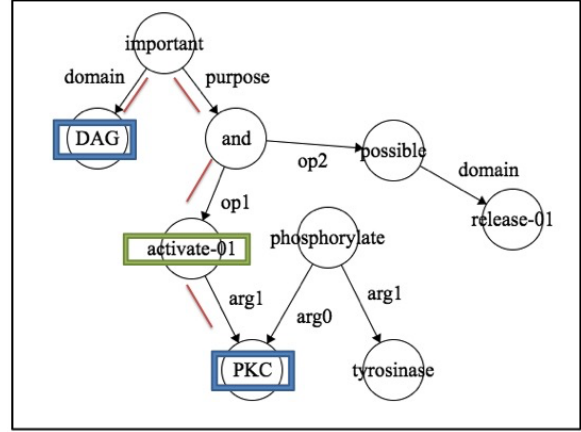 important
domain
purpose
DAG
and
possible
op2
domain
op1
release-01
activate-01
phosphorylate
arg1
arg0
arg1
PKC
tyrosinase